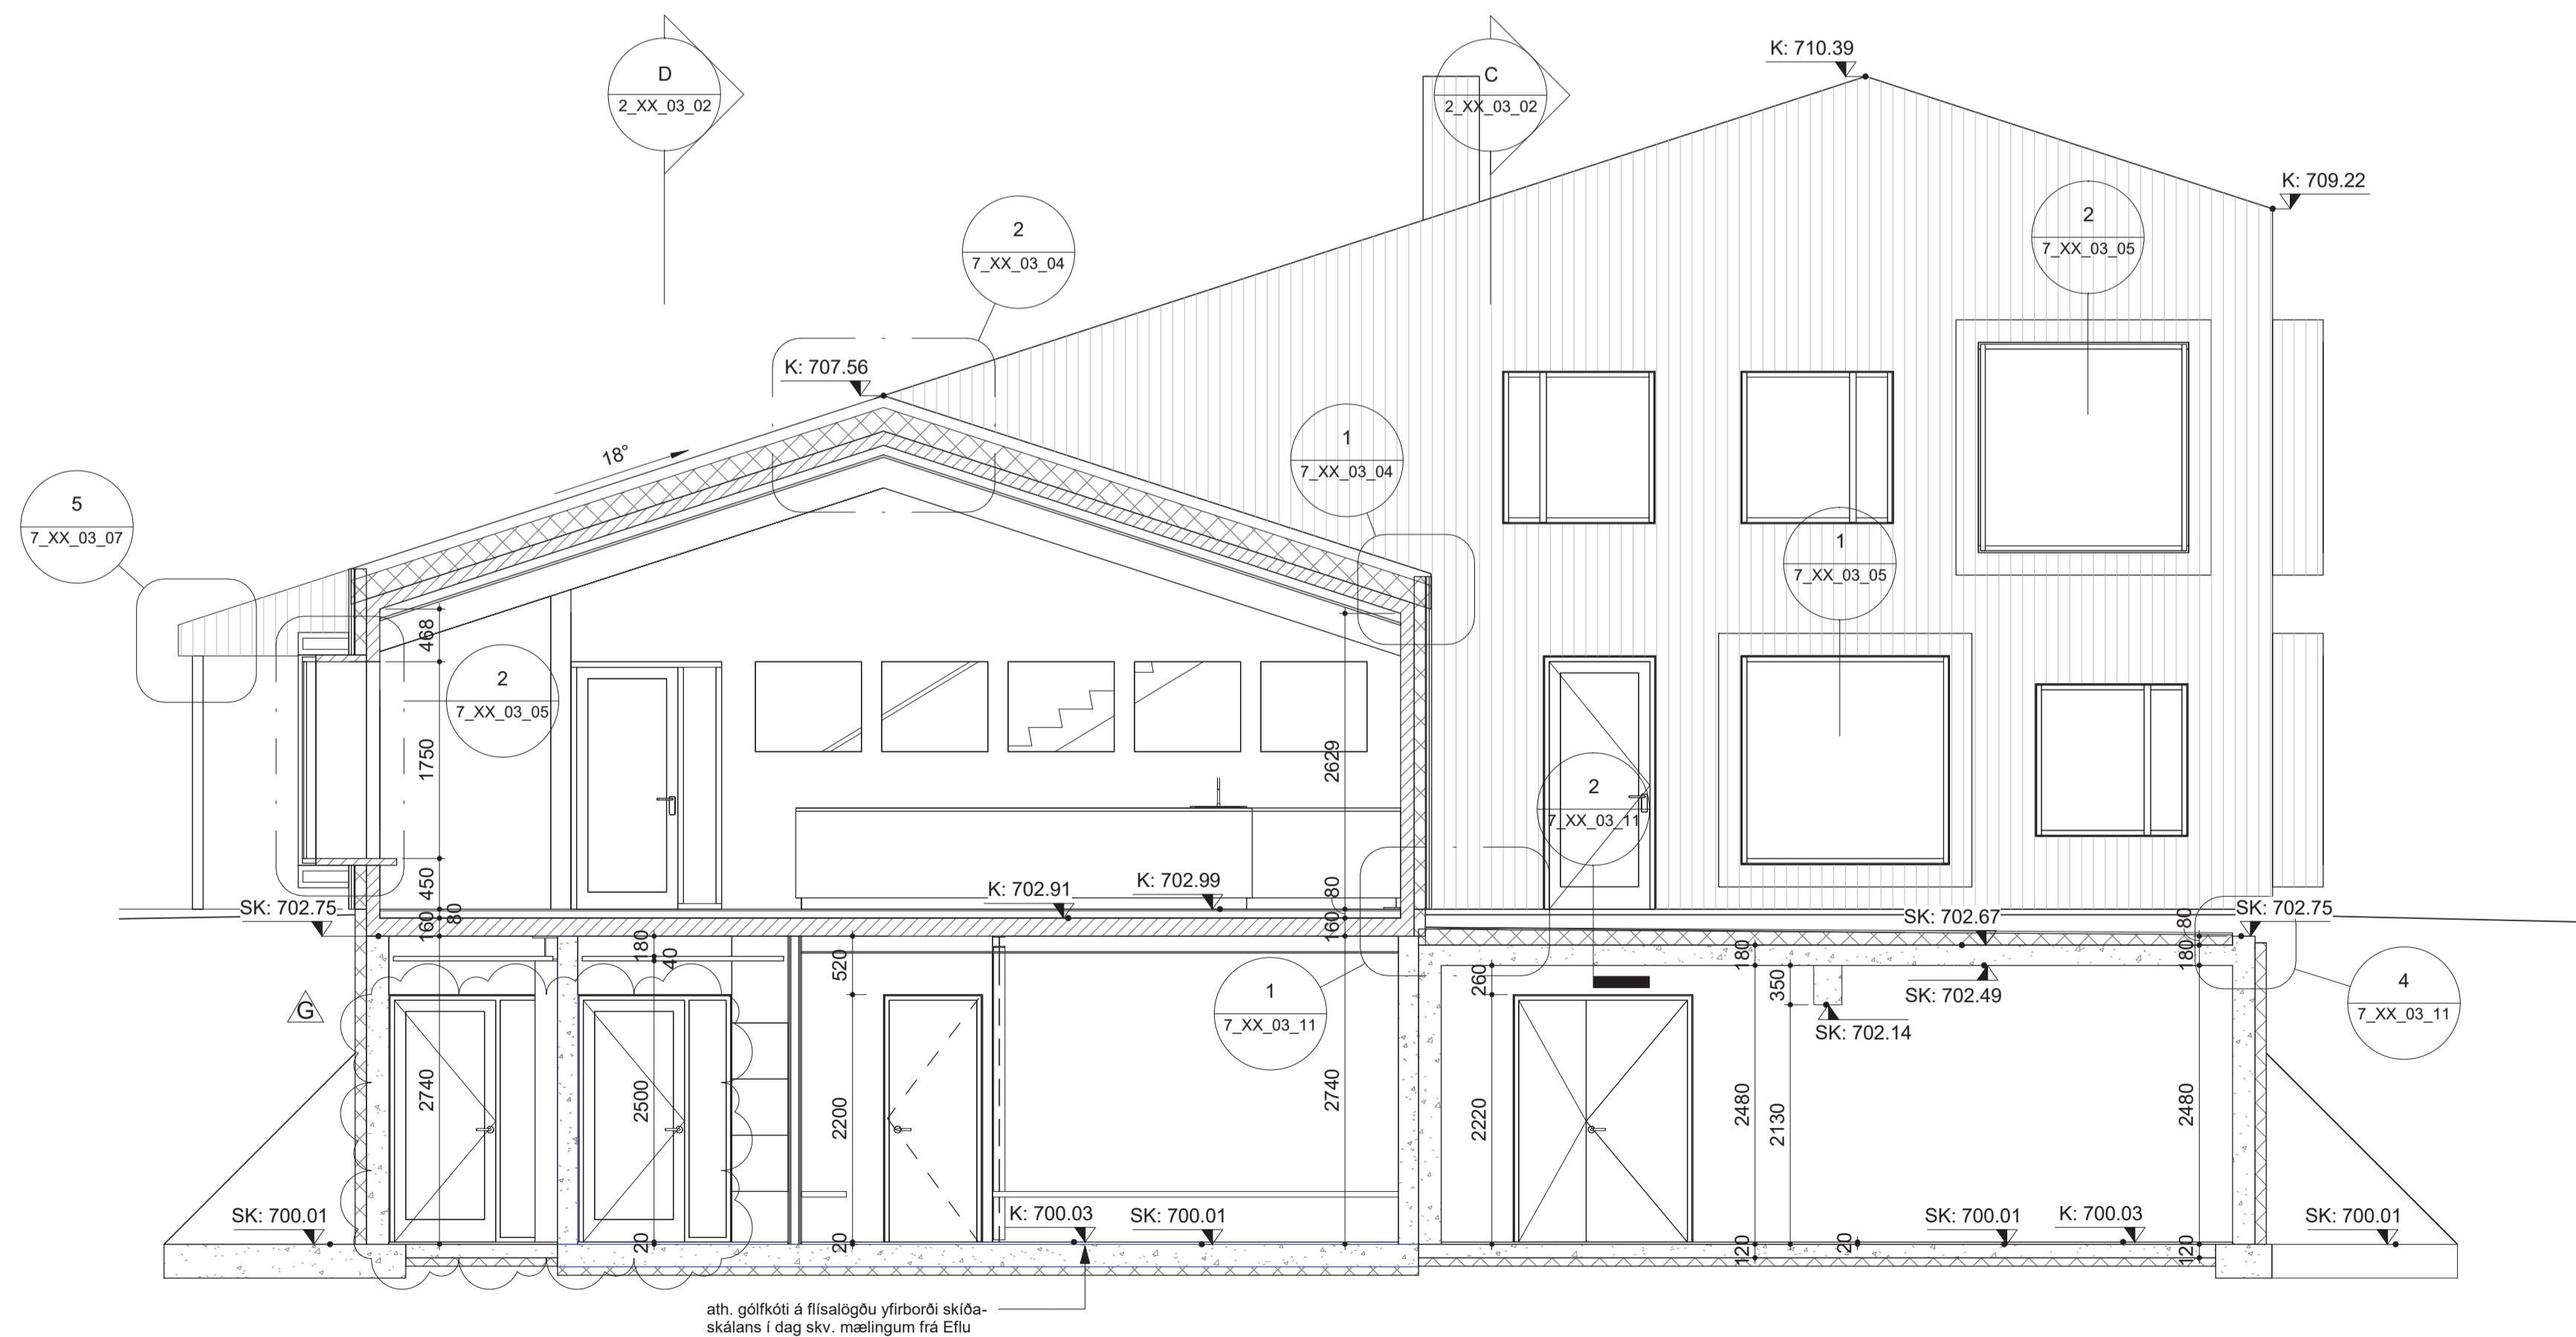 D
2_XX_03_02
C
2_XX_03_02
K: 710.39
K: 709.22
2
7_XX_03_05
2
7_XX_03_04
K: 707.56
18°
1
7_XX_03_04
5
7_XX_03_07
1
7_XX_03_05
468
2
7_XX_03_05
1750
2629
2
7_XX_03_11
450
K: 702.91
K: 702.99
80
SK: 702.75
160
80
160
SK: 702.67
80
SK: 702.75
180
40
520
260
180
350
180
SK: 702.49
SK: 702.14
G
1
7_XX_03_11
4
7_XX_03_11
2740
2500
2200
2740
2220
2480
2130
2480
SK: 700.01
20
20
K: 700.03
SK: 700.01
120
20
SK: 700.01
K: 700.03
120
SK: 700.01
ath. gólfkóti á flísalögðu yfirborði skíða-
skálans í dag skv. mælingum frá Eflu